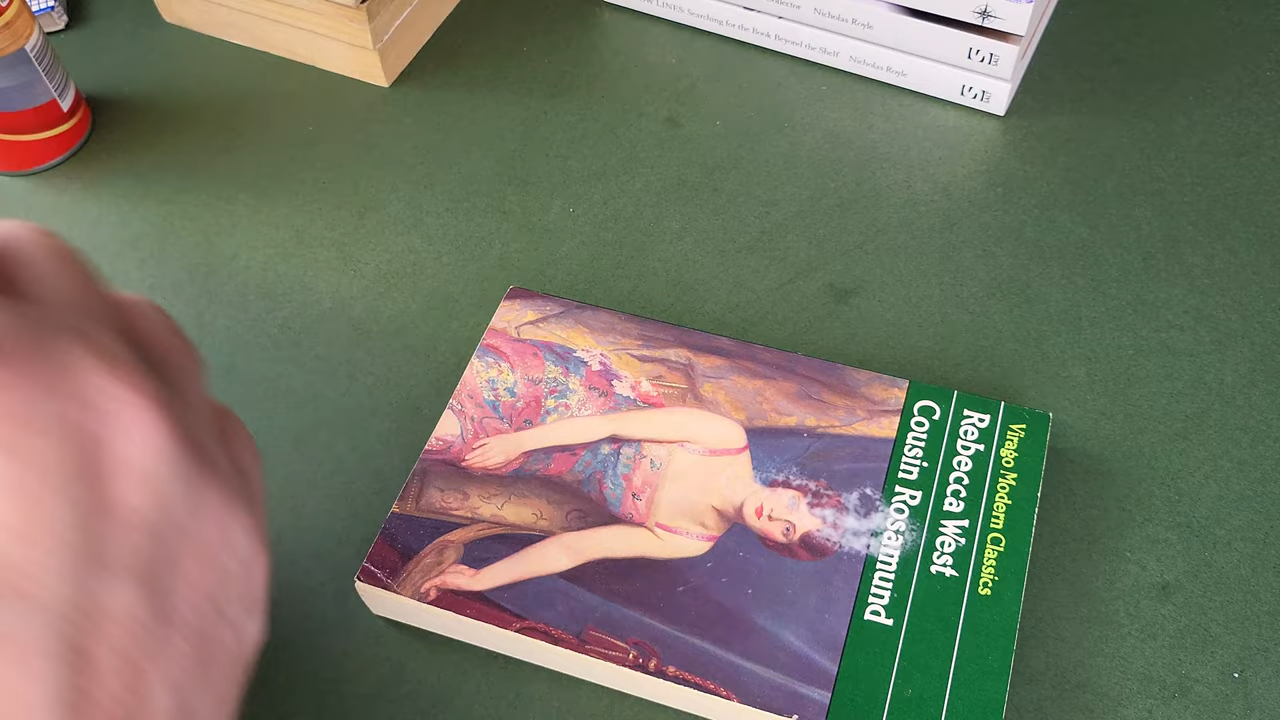 Collector Nicholas Royle
LINES: Searching for the Book Beyond the Shelf Nicholas Royle
Virago Modern Classics
Rebecca West
Cousin Rosamund